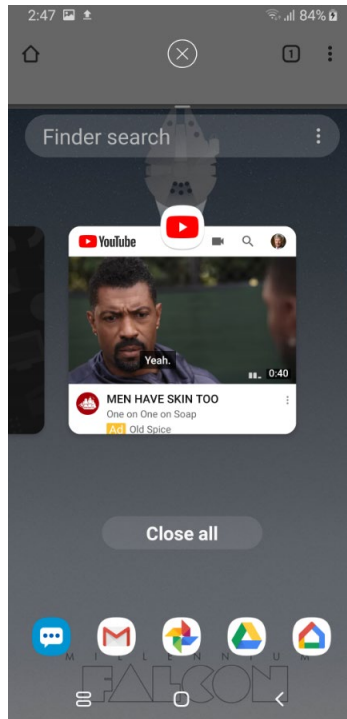 2:47 84%
1
Finder search
YouTube
Yeah.
0:40
MEN HAVE SKIN TOO
One on One on Soap
Ad Old Spice
Close all
MILLENNIUM
FALCON